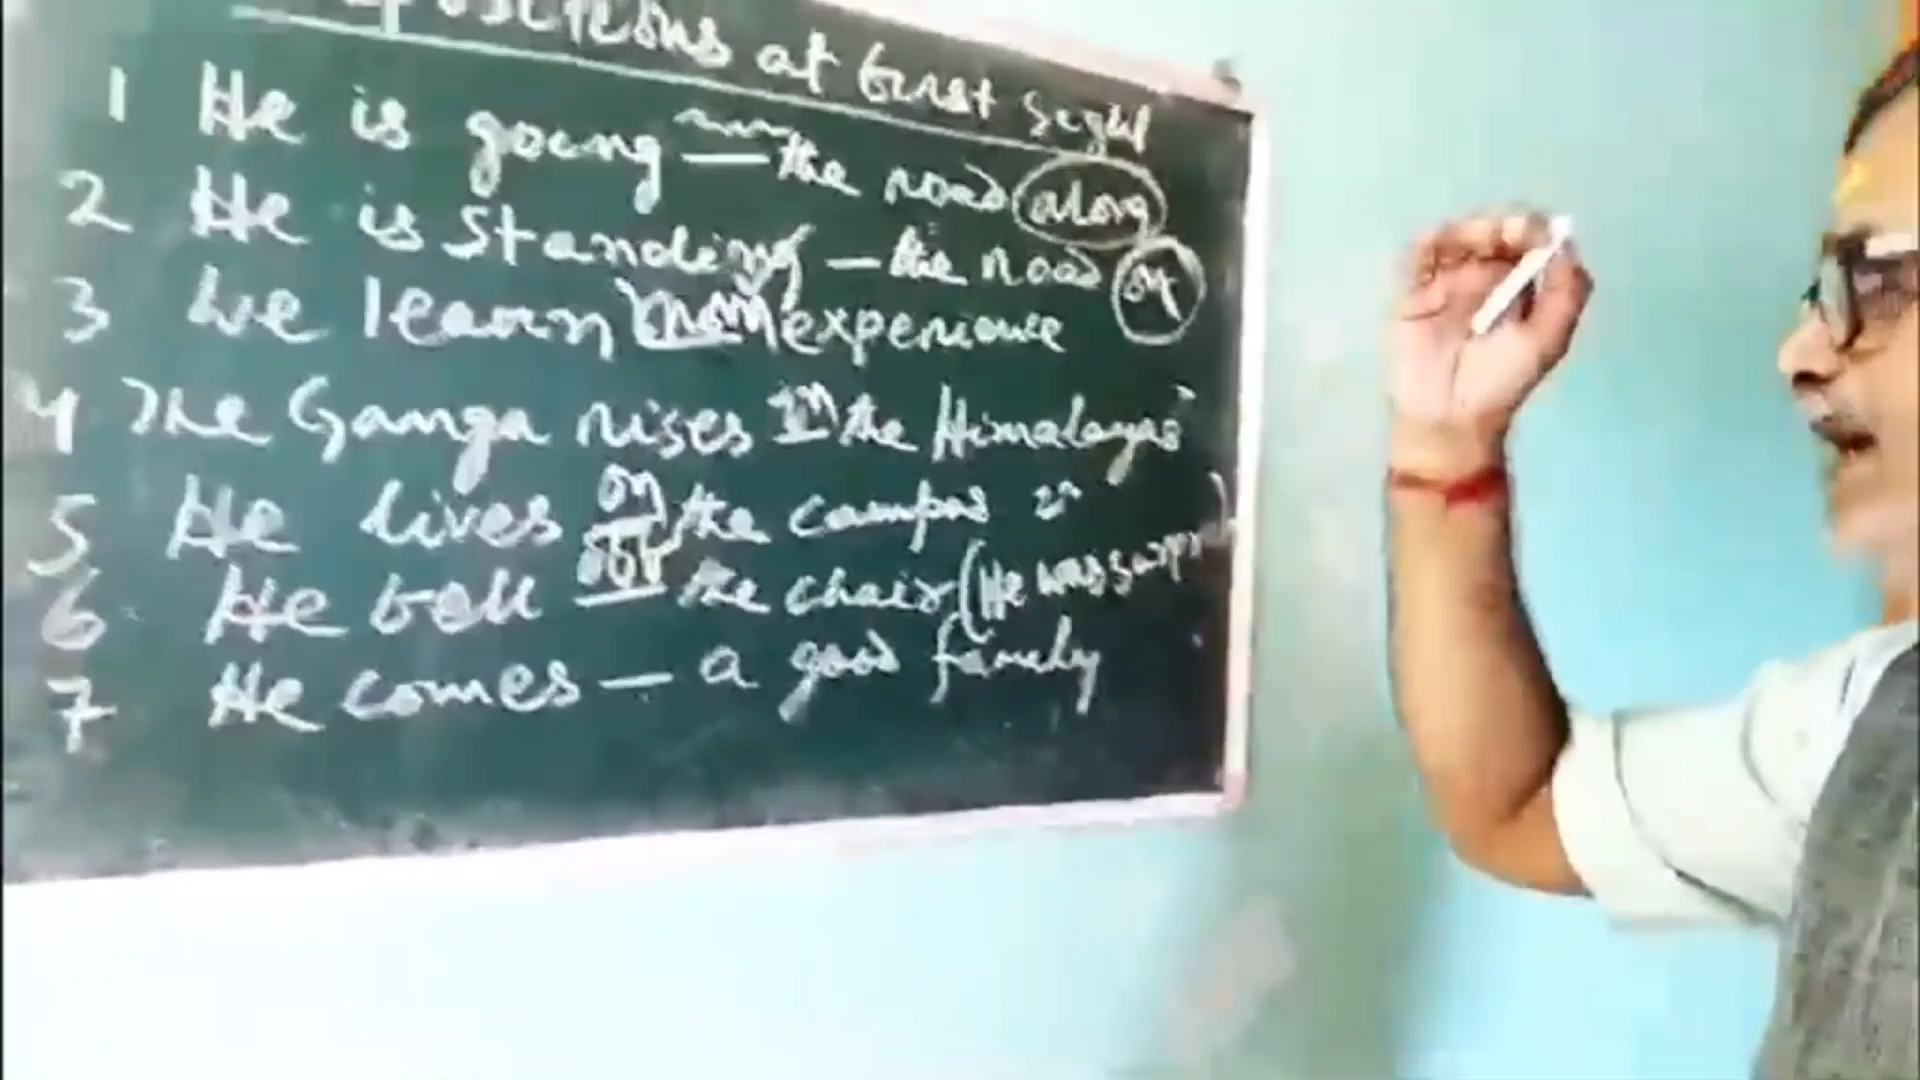 positions at first sight
1 He is going — the road along
2 He is standing — the road on
3 We learn from experience
4 The Ganga rises in the Himalayas
5 He lives on the campus
6 He fell off the chair (He was surpris
7 He comes — a good family